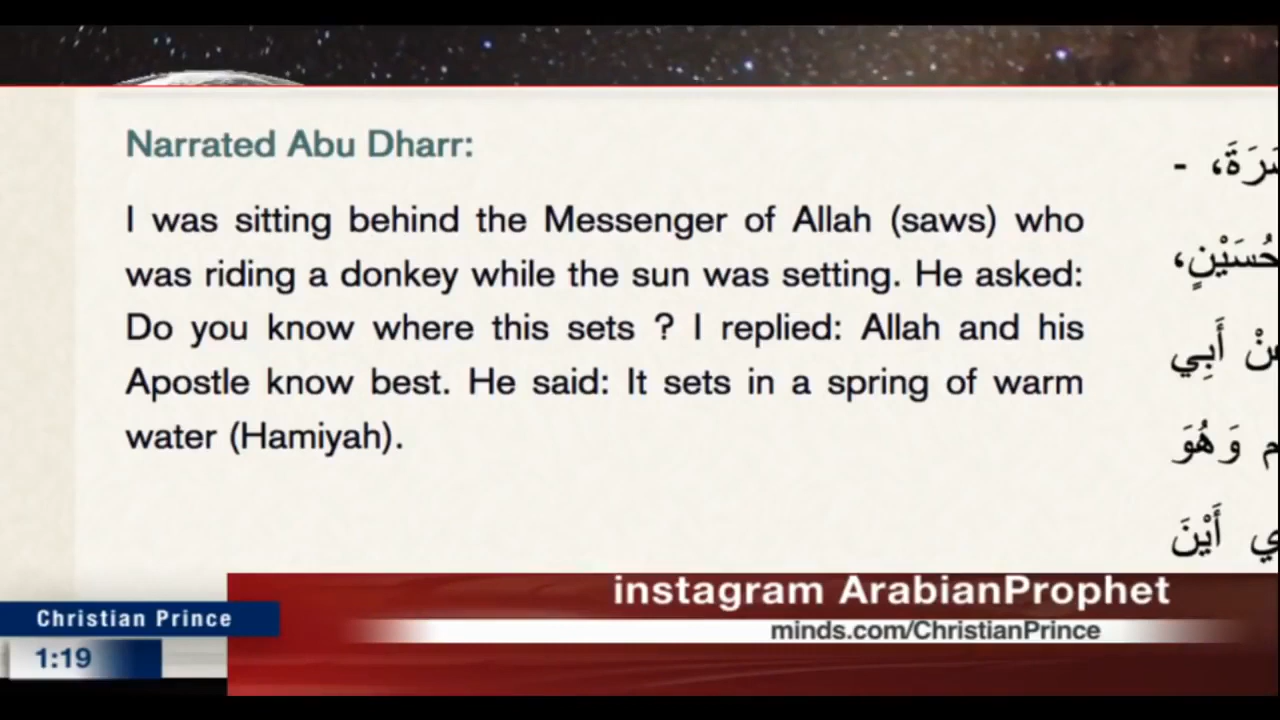 Narrated Abu Dharr:
I was sitting behind the Messenger of Allah (saws) who
was riding a donkey while the sun was setting. He asked:
Do you know where this sets ? I replied: Allah and his
Apostle know best. He said: It sets in a spring of warm
water (Hamiyah).
حُسَيْنٍ،
أَبِي
وَهُوَ
أَيْنَ
instagram ArabianProphet
minds.com/ChristianPrince
Christian Prince
1:19